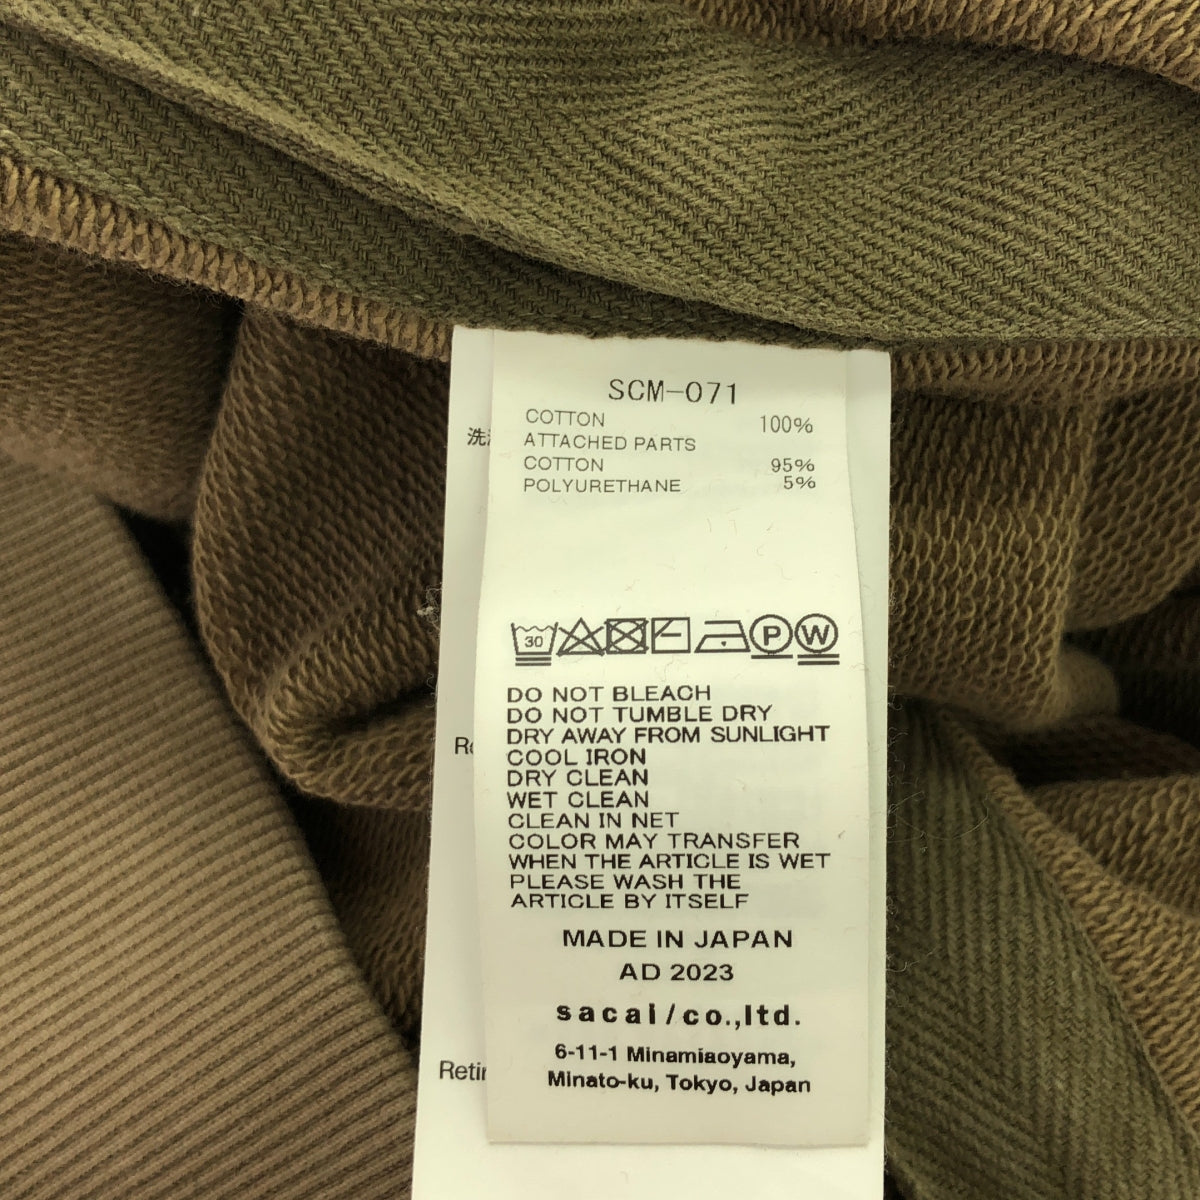 SCM-071
COTTON 100%
ATTACHED PARTS
COTTON 95%
POLYURETHANE 5%
洗
30
P
W
DO NOT BLEACH
DO NOT TUMBLE DRY
DRY AWAY FROM SUNLIGHT
COOL IRON
DRY CLEAN
WET CLEAN
CLEAN IN NET
COLOR MAY TRANSFER
WHEN THE ARTICLE IS WET
PLEASE WASH THE
ARTICLE BY ITSELF
MADE IN JAPAN
AD 2023
sacai/co.,ltd.
6-11-1 Minamiaoyama,
Minato-ku, Tokyo, Japan